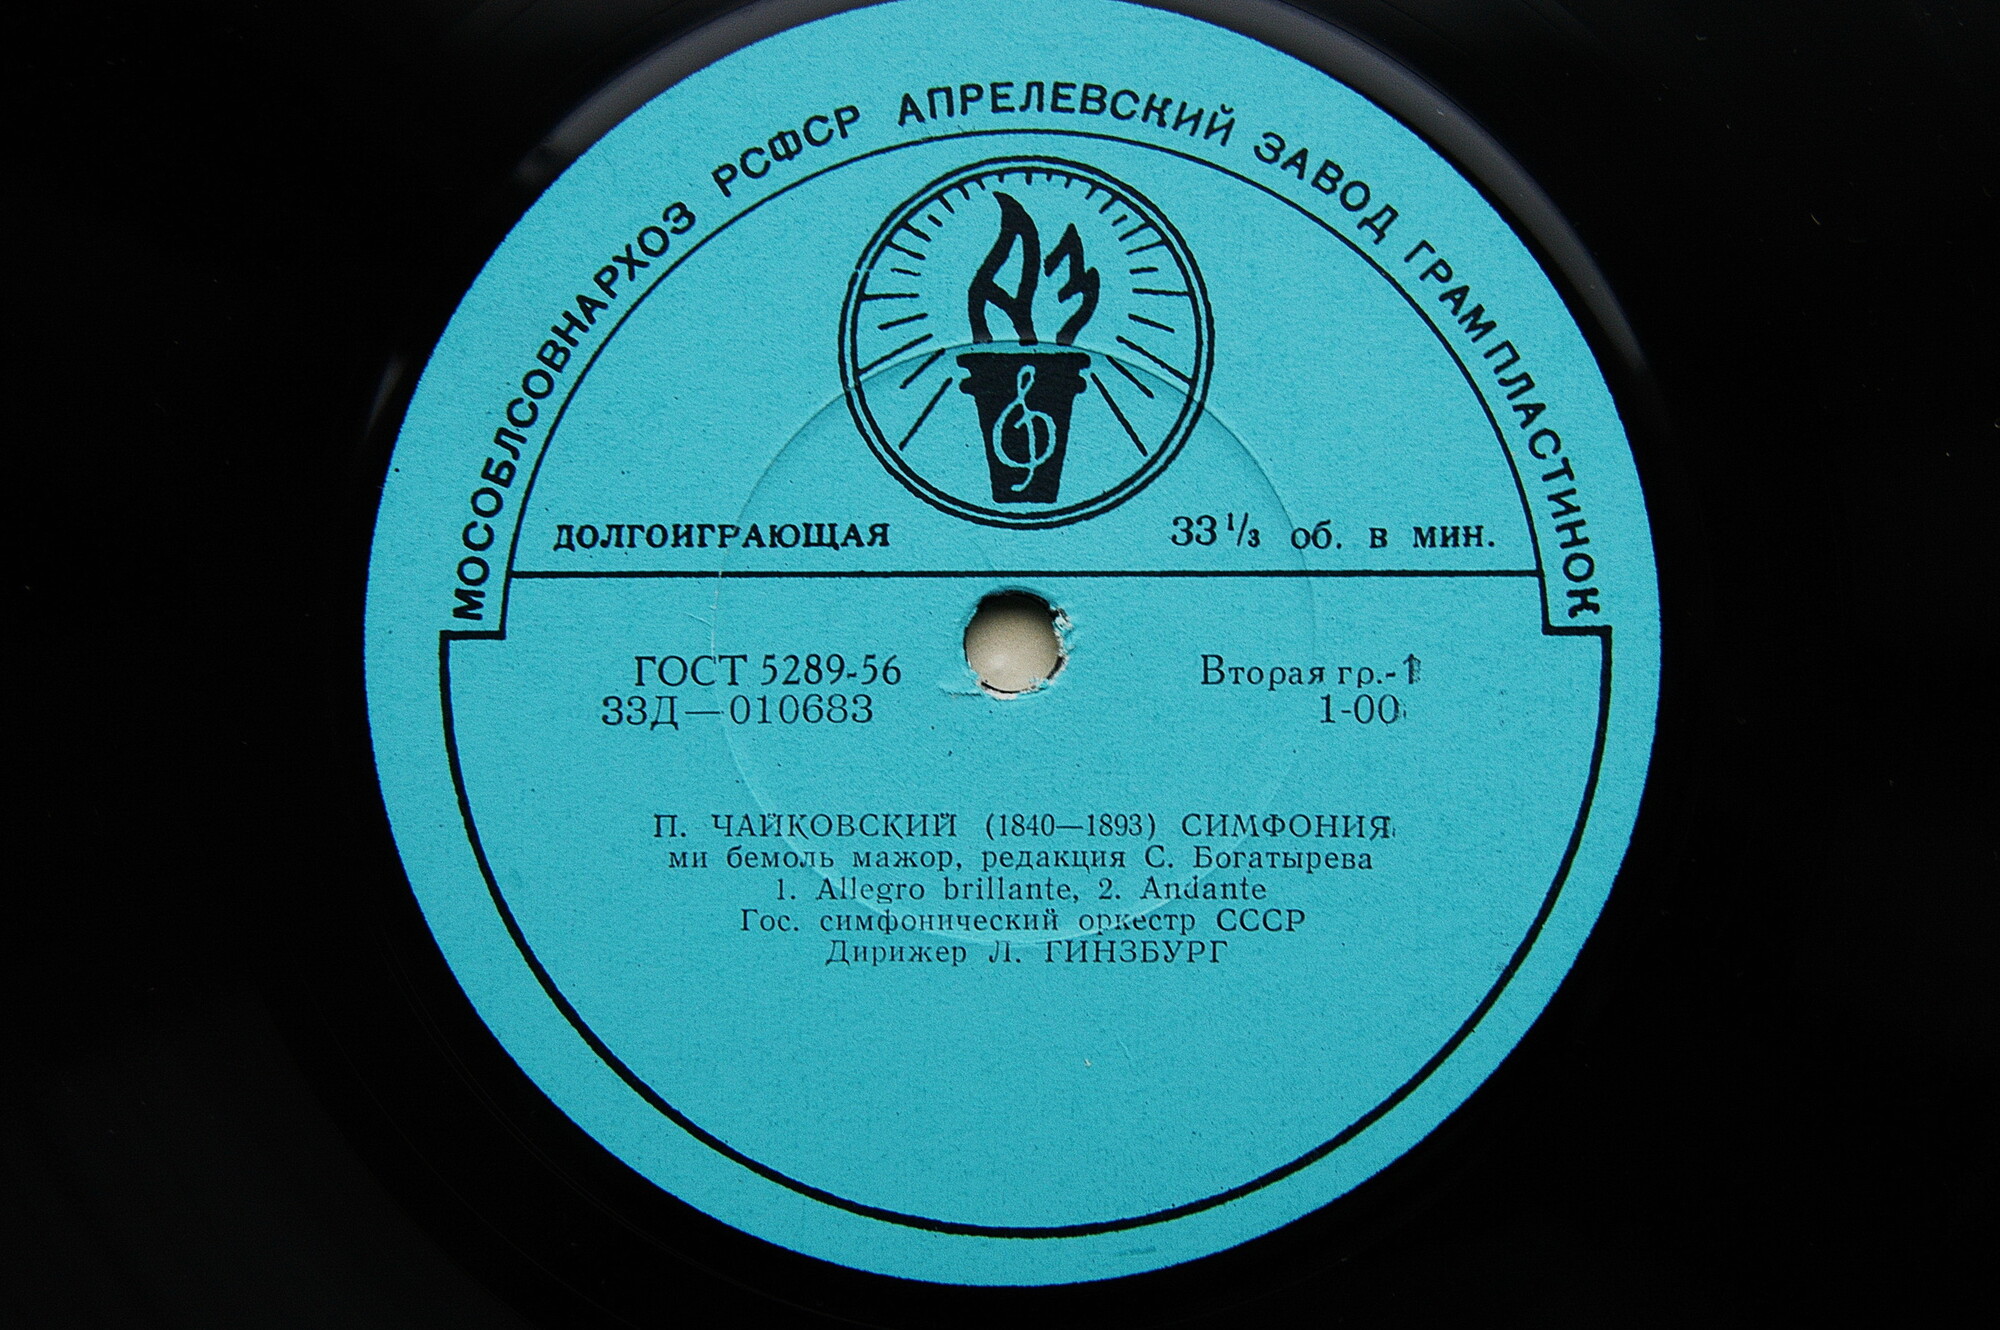 МОСОБЛСОВНАРХОЗ РСФСР АПРЕЛЕВСКИЙ ЗАВОД ГРАМПЛАСТИНОК
АЗ
ДОЛГОИГРАЮЩАЯ 33 1/3 об. в мин.
ГОСТ 5289-56 Вторая гр.-1
33Д—010683 1-00
П. ЧАЙКОВСКИЙ (1840—1893) СИМФОНИЯ
ми бемоль мажор, редакция С. Богатырева
1. Allegro brillante, 2. Andante
Гос. симфонический оркестр СССР
Дирижер Л. ГИНЗБУРГ